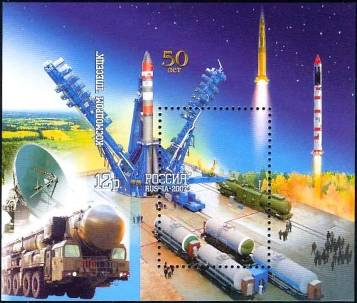 50
лет
КОСМОДРОМ "ПЛЕСЕЦК"
12р.
РОССИЯ
RUSSIA•2007